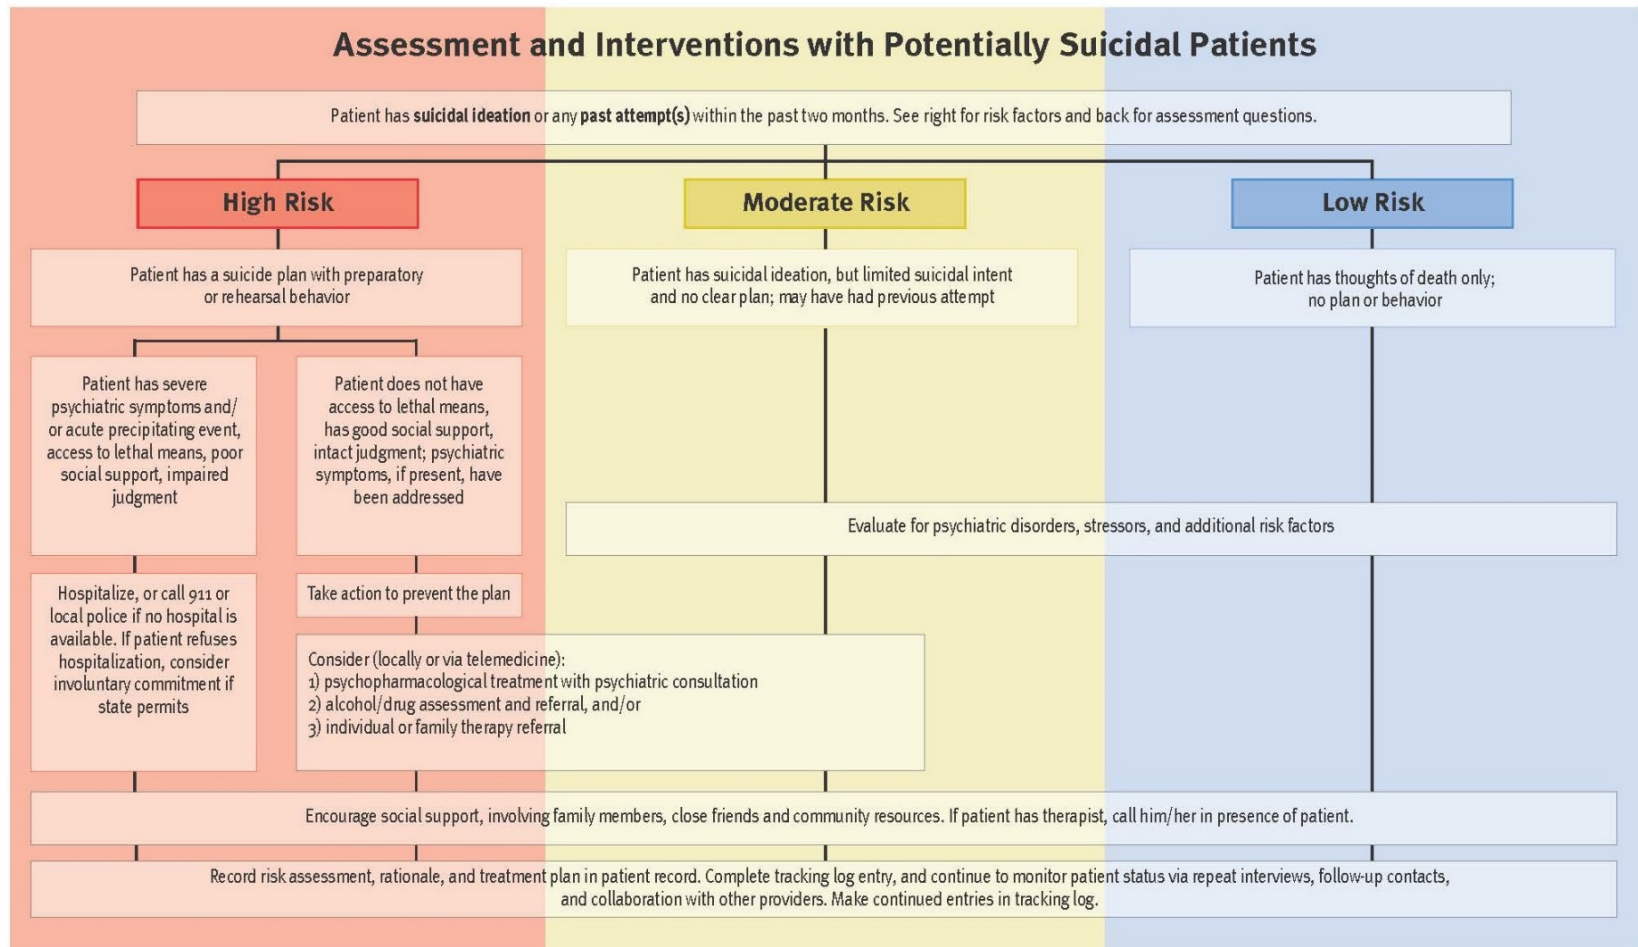 Assessment and Interventions with Potentially Suicidal Patients
Patient has suicidal ideation or any past attempt(s) within the past two months. See right for risk factors and back for assessment questions.
High Risk
Moderate Risk
Low Risk
Patient has a suicide plan with preparatory
or rehearsal behavior
Patient has suicidal ideation, but limited suicidal intent
and no clear plan; may have had previous attempt
Patient has thoughts of death only;
no plan or behavior
Patient has severe
psychiatric symptoms and/
or acute precipitating event,
access to lethal means, poor
social support, impaired
judgment
Patient does not have
access to lethal means,
has good social support,
intact judgment; psychiatric
symptoms, if present, have
been addressed
Evaluate for psychiatric disorders, stressors, and additional risk factors
Hospitalize, or call 911 or
local police if no hospital is
available. If patient refuses
hospitalization, consider
involuntary commitment if
state permits
Take action to prevent the plan
Consider (locally or via telemedicine):
1) psychopharmacological treatment with psychiatric consultation
2) alcohol/drug assessment and referral, and/or
3) individual or family therapy referral
Encourage social support, involving family members, close friends and community resources. If patient has therapist, call him/her in presence of patient.
Record risk assessment, rationale, and treatment plan in patient record. Complete tracking log entry, and continue to monitor patient status via repeat interviews, follow-up contacts,
and collaboration with other providers. Make continued entries in tracking log.